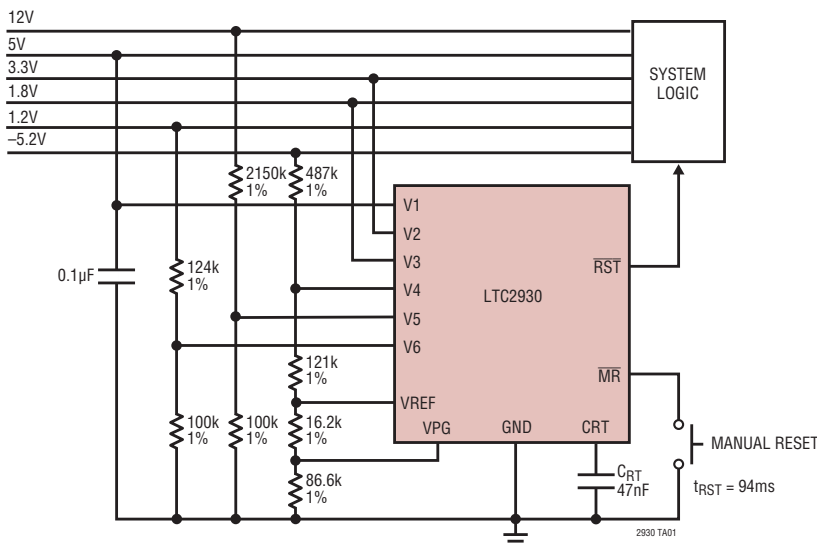 12V
5V
3.3V
1.8V
1.2V
–5.2V
SYSTEM
LOGIC
2150k
1%
487k
1%
V1
V2
V3
V4
V5
V6
VREF
VPG
GND
CRT
RST
MR
LTC2930
0.1µF
124k
1%
121k
1%
100k
1%
100k
1%
16.2k
1%
86.6k
1%
CRT
47nF
MANUAL RESET
tRST = 94ms
2930 TA01